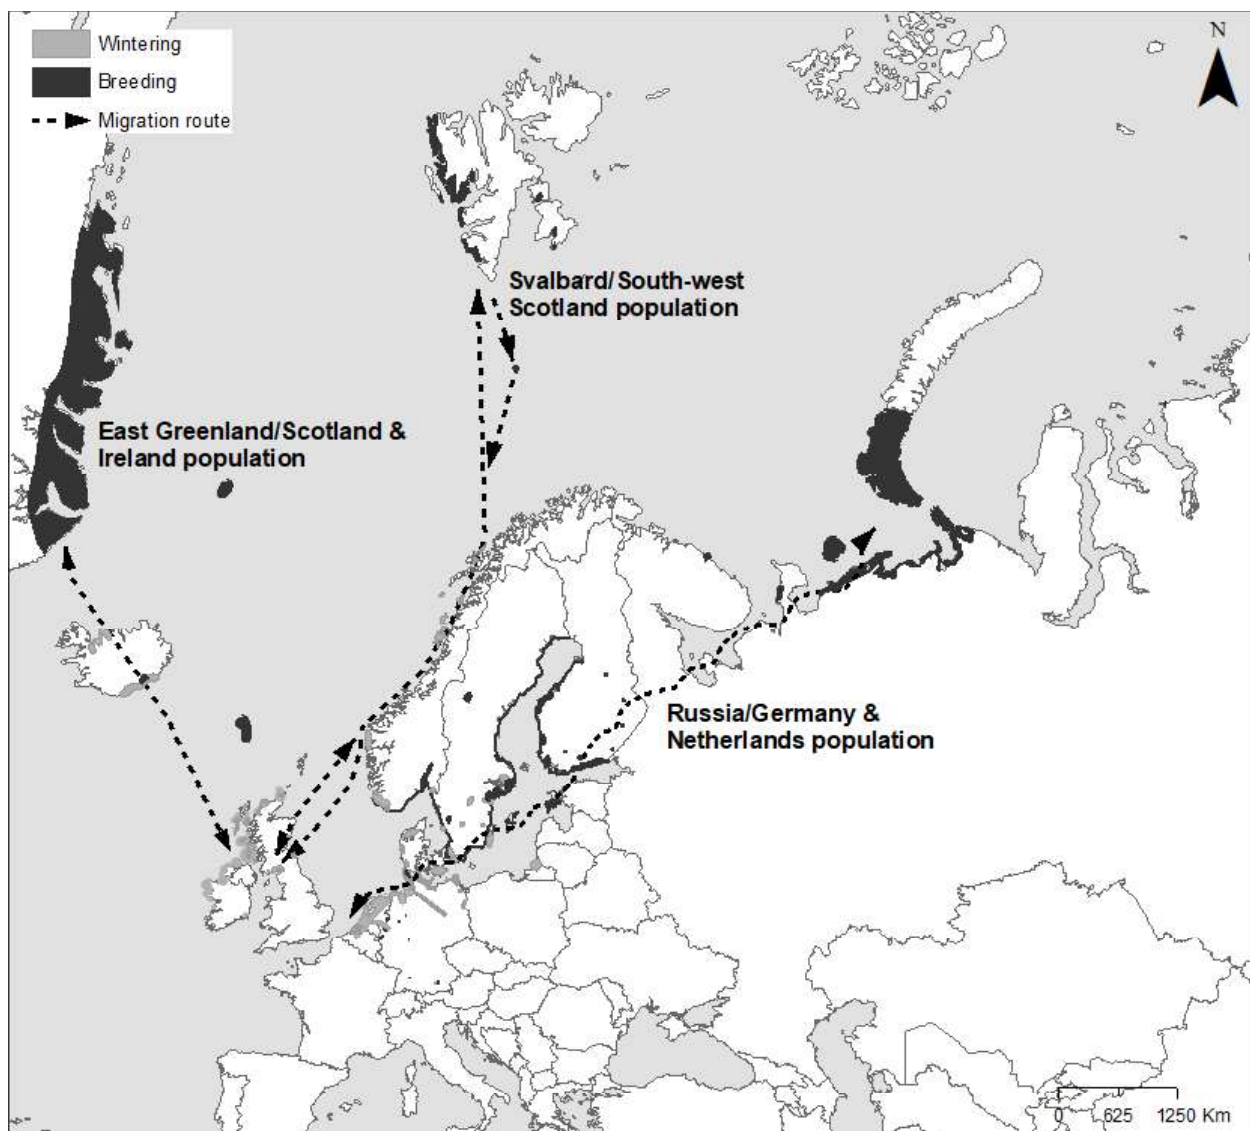 Wintering
Breeding
Migration route
N
Svalbard/South-west
Scotland population
East Greenland/Scotland &
Ireland population
Russia/Germany &
Netherlands population
0 625 1250 Km